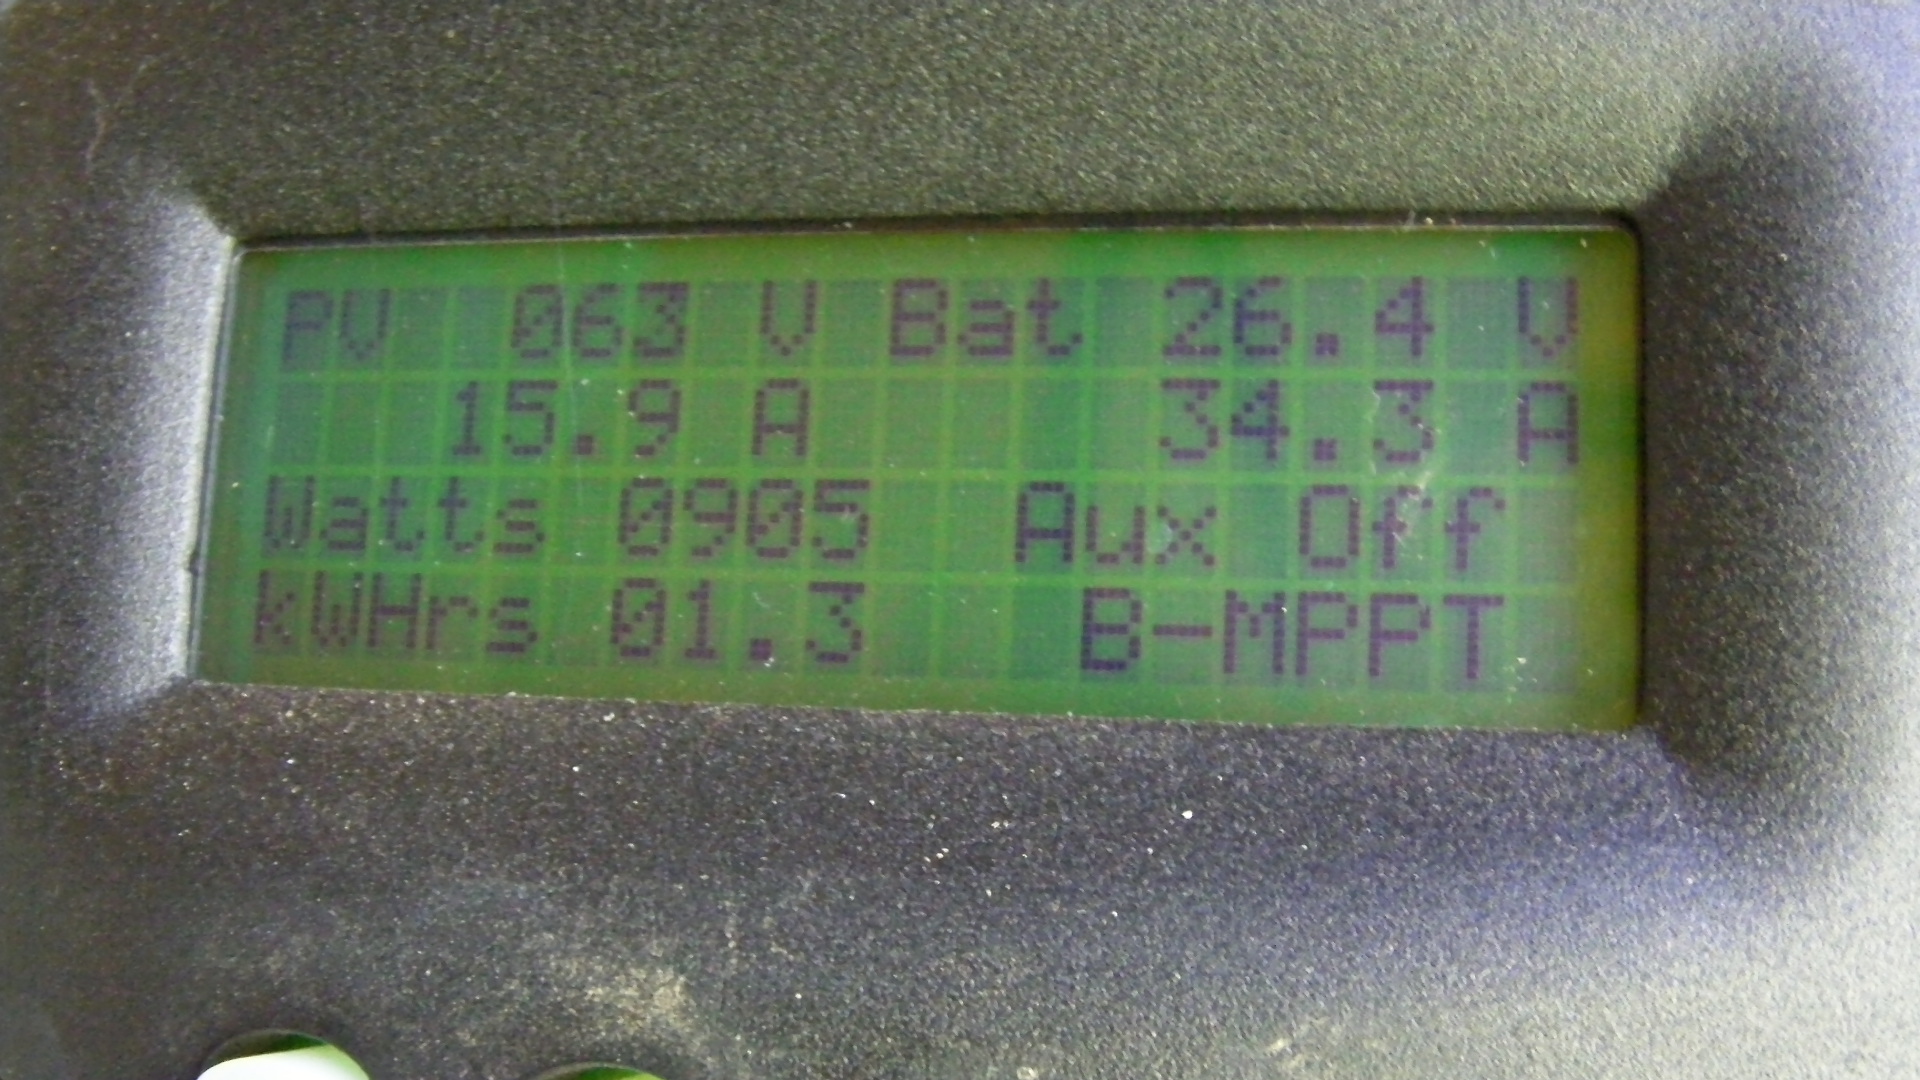 PV 063 V Bat 26.4 V
15.9 A 34.3 A
Watts 0905 Aux Off
kWHrs 01.3 B-MPPT